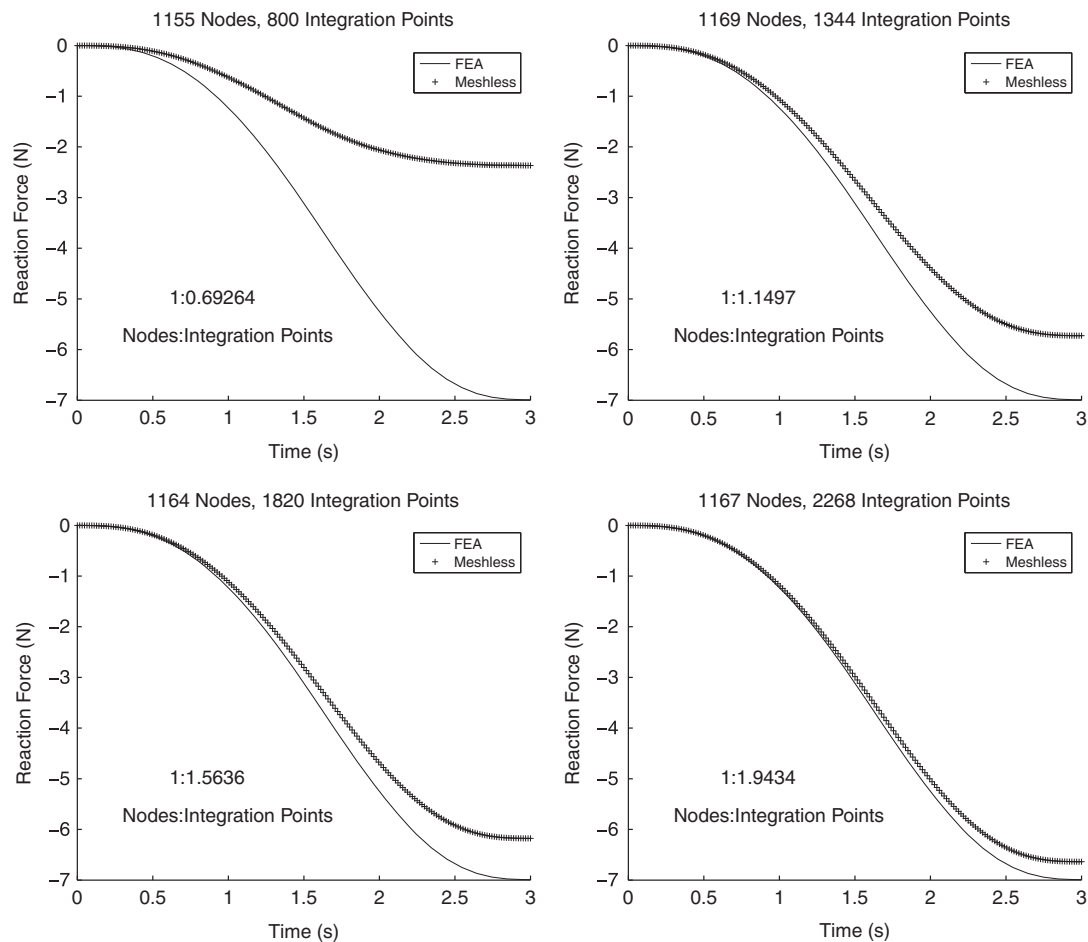 1155 Nodes, 800 Integration Points
0
−1
−2
−3
−4
−5
−6
−7
Reaction Force (N)
FEA
Meshless
1:0.69264
Nodes:Integration Points
0
0.5
1
1.5
2
2.5
3
Time (s)
1169 Nodes, 1344 Integration Points
0
−1
−2
−3
−4
−5
−6
−7
Reaction Force (N)
FEA
Meshless
1:1.1497
Nodes:Integration Points
0
0.5
1
1.5
2
2.5
3
Time (s)
1164 Nodes, 1820 Integration Points
0
−1
−2
−3
−4
−5
−6
−7
Reaction Force (N)
FEA
Meshless
1:1.5636
Nodes:Integration Points
0
0.5
1
1.5
2
2.5
3
Time (s)
1167 Nodes, 2268 Integration Points
0
−1
−2
−3
−4
−5
−6
−7
Reaction Force (N)
FEA
Meshless
1:1.9434
Nodes:Integration Points
0
0.5
1
1.5
2
2.5
3
Time (s)